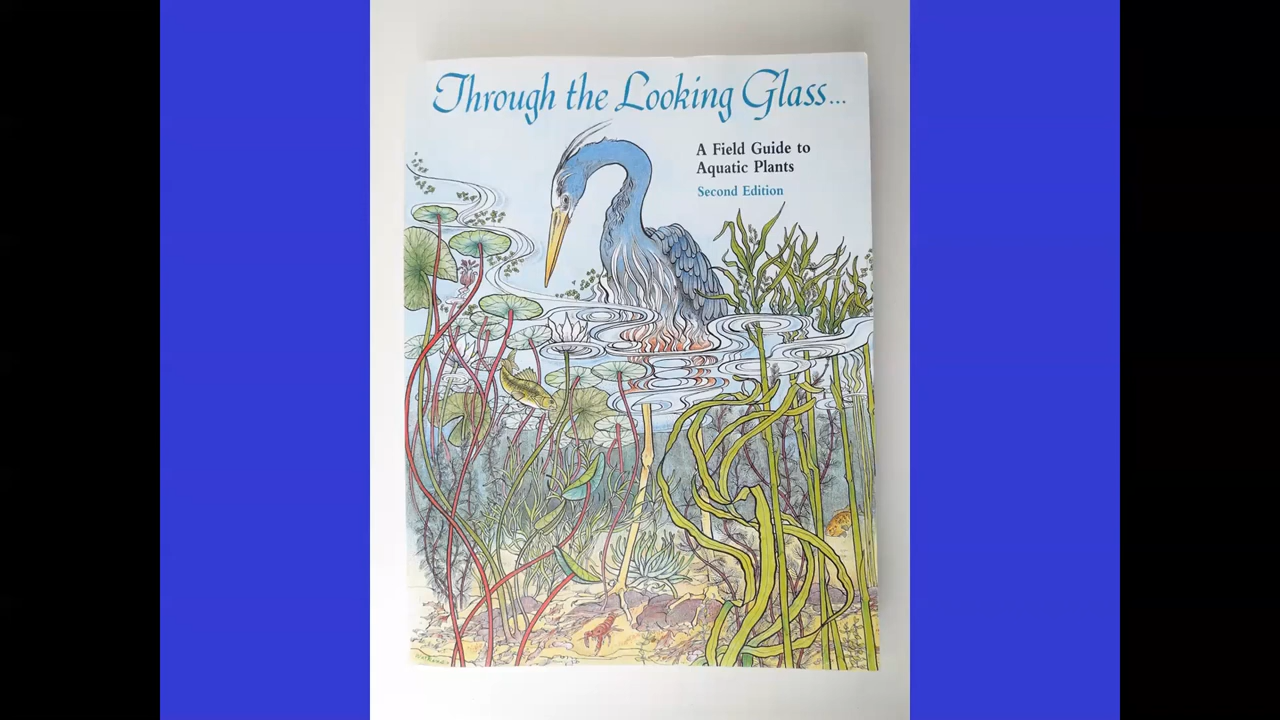 Through the Looking Glass...
A Field Guide to
Aquatic Plants
Second Edition